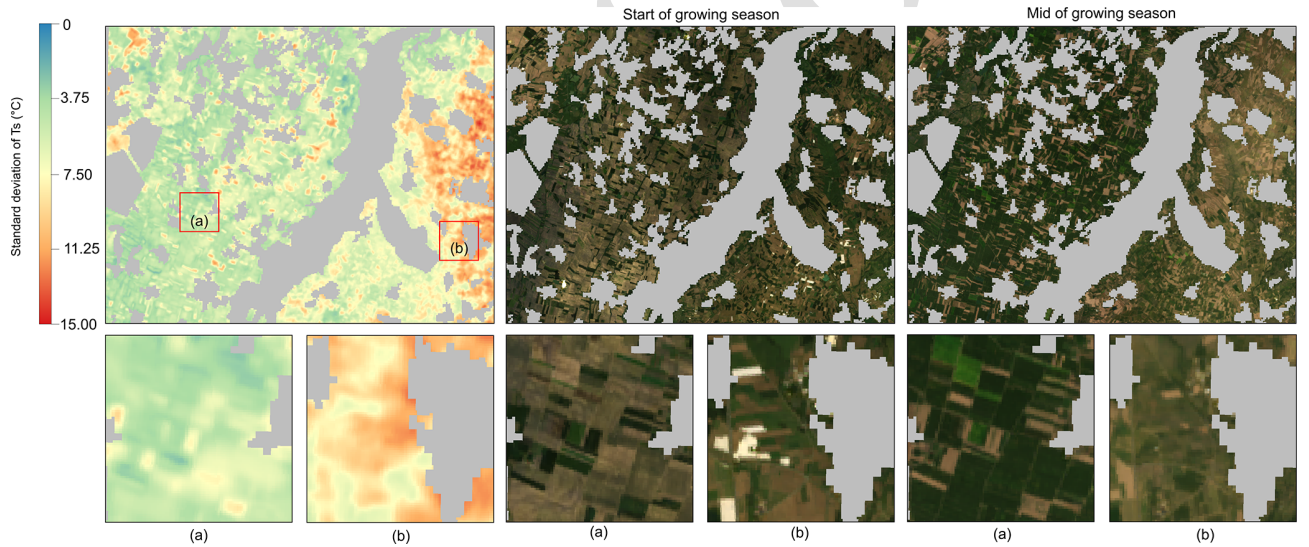 Start of growing season
Mid of growing season
Standard deviation of Ts (°C)
0
3.75
7.50
11.25
15.00
(a)
(b)
(a)
(b)
(a)
(b)
(a)
(b)